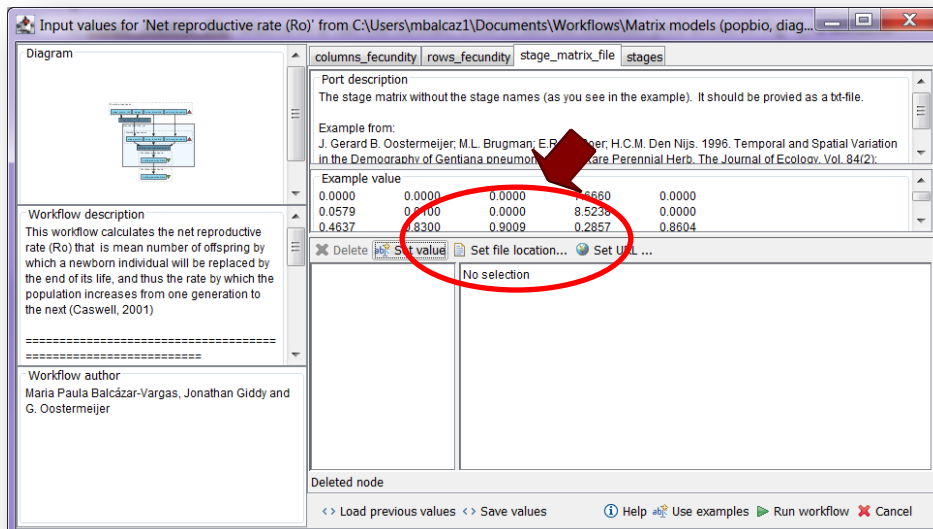 Input values for 'Net reproductive rate (Ro)' from C:\Users\mbalcaz1\Documents\Workflows\Matrix models (popbio, diag...
Diagram
Workflow description
This workflow calculates the net reproductive
rate (Ro) that is mean number of offspring by
which a newborn individual will be replaced by
the end of its life, and thus the rate by which the
population increases from one generation to
the next (Caswell, 2001)
=====================================
==========================
Workflow author
Maria Paula Balcázar-Vargas, Jonathan Giddy and
G. Oostermeijer
columns_fecundity rows_fecundity stage_matrix_file stages
Port description
The stage matrix without the stage names (as you see in the example). It should be provied as a txt-file.
Example from:
J. Gerard B. Oostermeijer; M.L. Brugman; E.R. H.C.M. Den Nijs. 1996. Temporal and Spatial Variation
in the Demography of Gentiana Rare Perennial Herb. The Journal of Ecology, Vol. 84(2):
Example value
0.0000 0.0000 0.0000 0.0000
0.0579 0.0000 8.5238 0.0000
0.4637 0.8300 0.9009 0.2857 0.8604
Delete Set value Set file location... Set URL ...
No selection
Deleted node
Load previous values Save values Help Use examples Run workflow Cancel